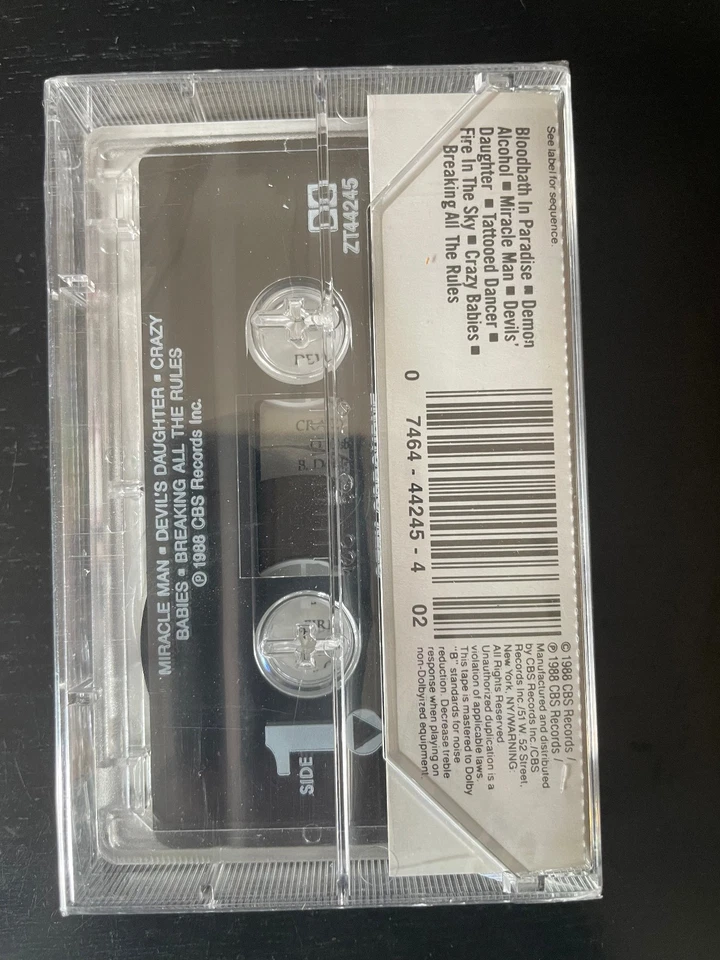 See label for sequence.
Bloodbath In Paradise ■ Demon
Alcohol ■ Miracle Man ■ Devils'
Daughter ■ Tattooed Dancer ■
Fire In The Sky ■ Crazy Babies ■
Breaking All The Rules
0 7464-44245-4 02
© 1988 CBS Records /
℗ 1988 CBS Records /
Manufactured and distributed
by CBS Records Inc./CBS
Records Inc./51 W. 52 Street,
New York, NY/WARNING:
All Rights Reserved
Unauthorized duplication is a
violation of applicable laws.
This tape is mastered to Dolby
"B" standards for noise
reduction. Decrease treble
response when playing on
non-Dolbyized equipment.
ZT44245
SIDE
1
MIRACLE MAN ■ DEVIL'S DAUGHTER ■ CRAZY
BABIES ■ BREAKING ALL THE RULES
℗ 1988 CBS Records Inc.